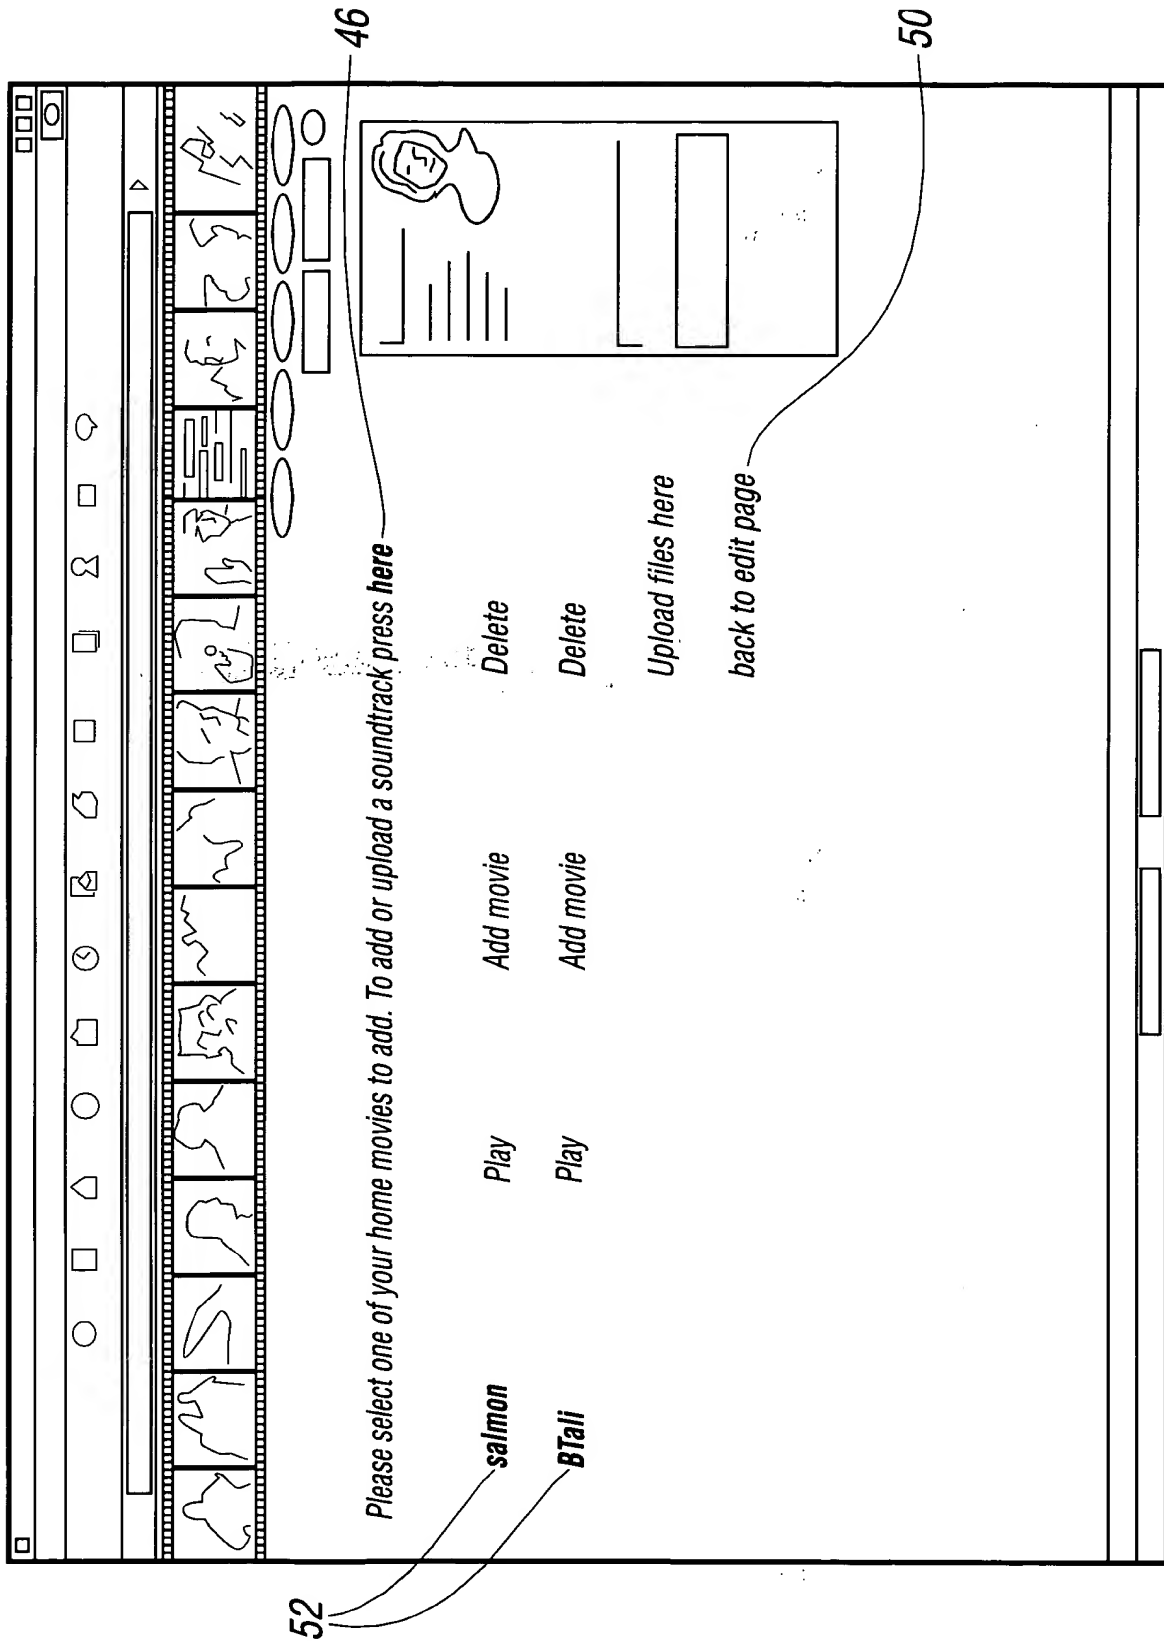 46
Please select one of your home movies to add. To add or upload a soundtrack press here
52
salmon Play Add movie Delete
BTali Play Add movie Delete
Upload files here
back to edit page
50